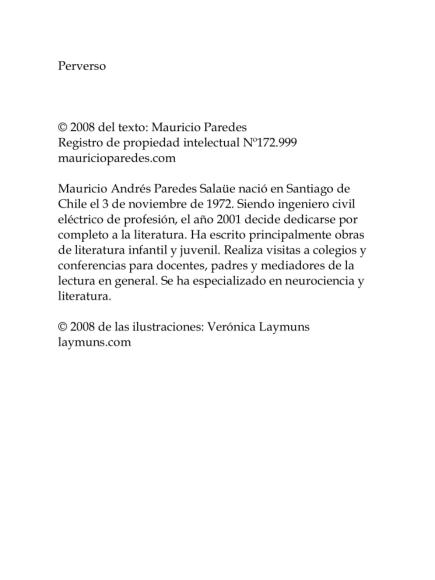 Perverso
© 2008 del texto: Mauricio Paredes
Registro de propiedad intelectual Nº172.999
mauricioparedes.com
Mauricio Andrés Paredes Salaüe nació en Santiago de
Chile el 3 de noviembre de 1972. Siendo ingeniero civil
eléctrico de profesión, el año 2001 decide dedicarse por
completo a la literatura. Ha escrito principalmente obras
de literatura infantil y juvenil. Realiza visitas a colegios y
conferencias para docentes, padres y mediadores de la
lectura en general. Se ha especializado en neurociencia y
literatura.
© 2008 de las ilustraciones: Verónica Laymuns
laymuns.com